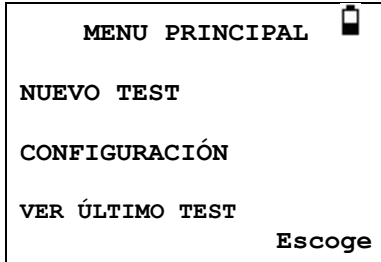 MENU PRINCIPAL
NUEVO TEST
CONFIGURACIÓN
VER ÚLTIMO TEST
Escoge